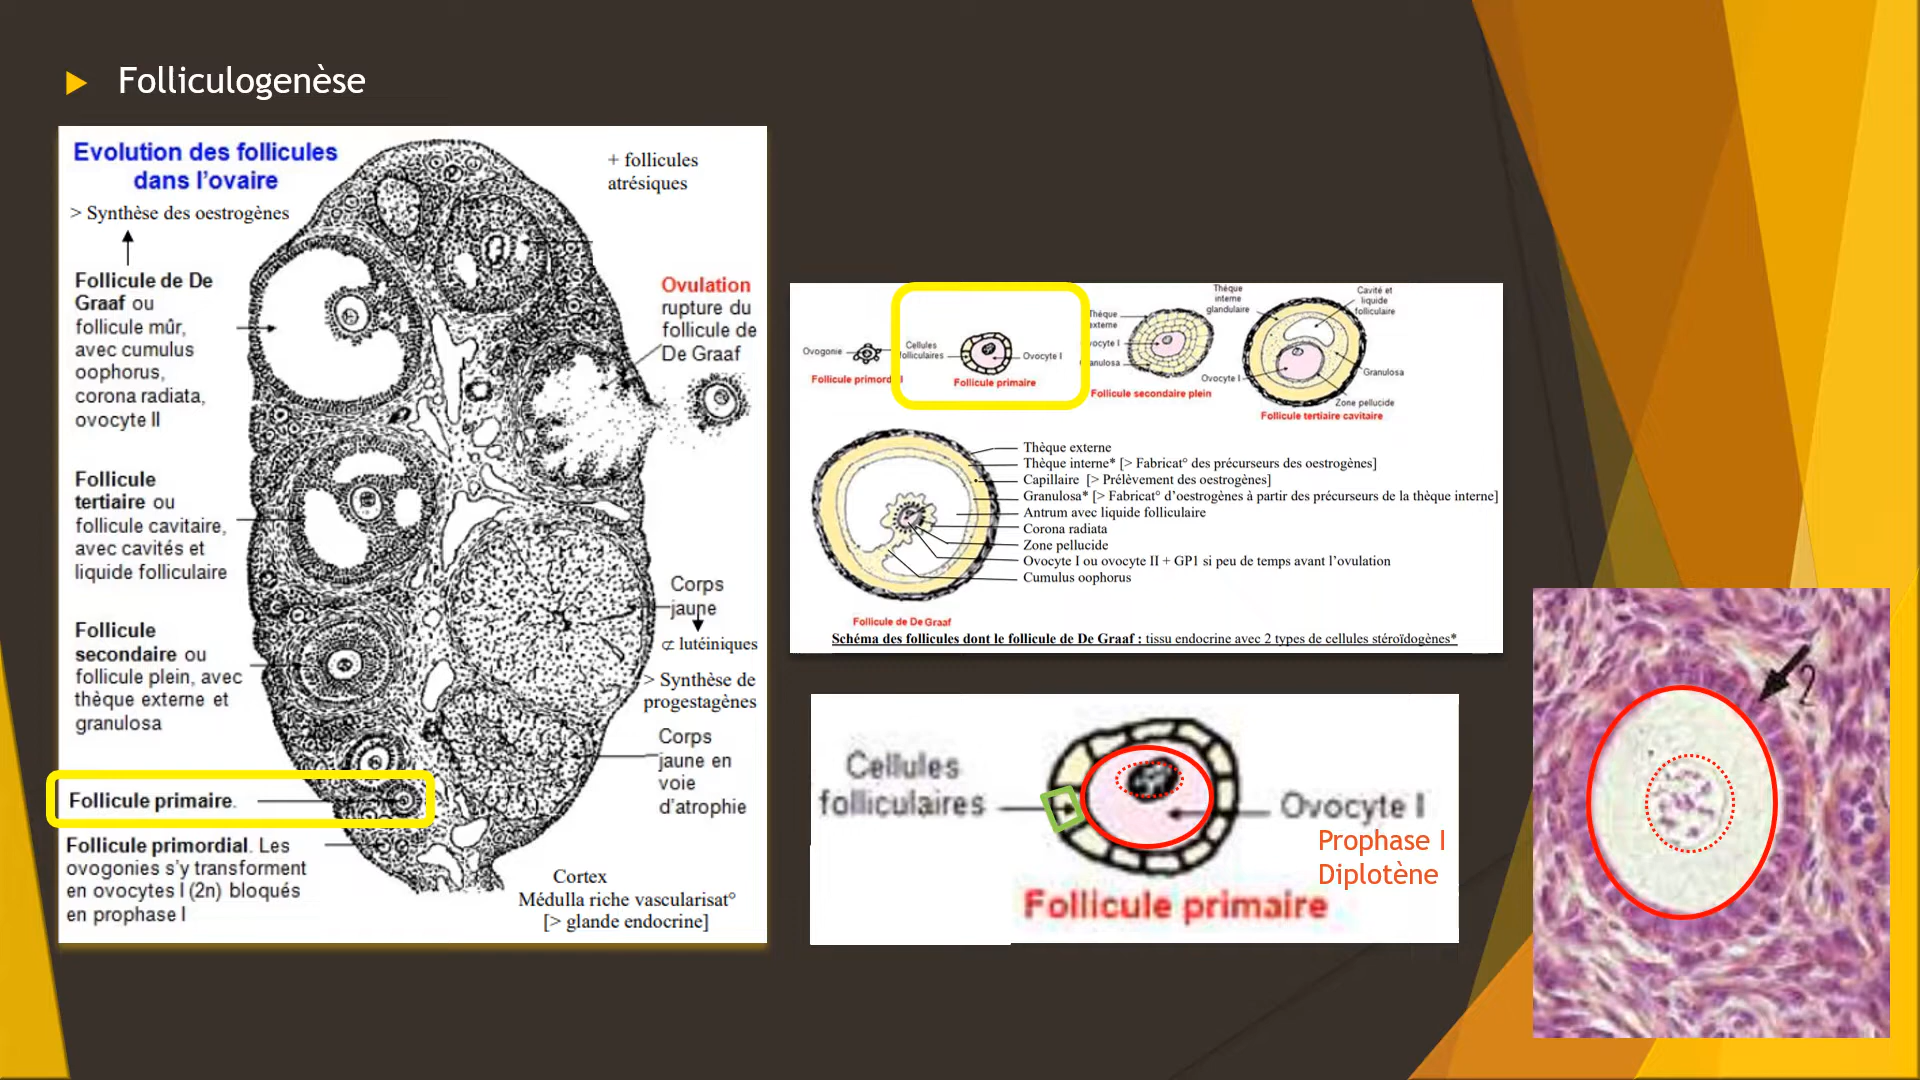 Folliculogenèse
Evolution des follicules
dans l'ovaire
> Synthèse des oestrogènes
Follicule de De
Graaf ou
follicule mûr,
avec cumulus
oophorus,
corona radiata,
ovocyte II
Follicule
tertiaire ou
follicule cavitaire,
avec cavités et
liquide folliculaire
Follicule
secondaire ou
follicule plein, avec
thèque externe et
granulosa
Follicule primaire.
Follicule primordial. Les
ovogonies s'y transforment
en ovocytes I (2n) bloqués
en prophase I
+ follicules
atrésiques
Ovulation
rupture du
follicule de
De Graaf
Corps
jaune
⊄ lutéiniques
> Synthèse de
progestagènes
Corps
jaune en
voie
d'atrophie
Cortex
Médulla riche vascularisat°
[> glande endocrine]
Ovogonie
Follicule primordial
Cellules
folliculaires
Ovocyte I
Follicule primaire
Thèque
externe
Ovocyte I
Granulosa
Follicule secondaire plein
Thèque
interne
glandulaire
Cavité et
liquide
folliculaire
Ovocyte I
Granulosa
Zone pellucide
Follicule tertiaire cavitaire
Thèque externe
Thèque interne* [> Fabricat° des précurseurs des oestrogènes]
Capillaire [> Prélèvement des oestrogènes]
Granulosa* [> Fabricat° d'oestrogènes à partir des précurseurs de la thèque interne]
Antrum avec liquide folliculaire
Corona radiata
Zone pellucide
Ovocyte I ou ovocyte II + GP1 si peu de temps avant l'ovulation
Cumulus oophorus
Follicule de De Graaf
Schéma des follicules dont le follicule de De Graaf : tissu endocrine avec 2 types de cellules stéroïdogènes*
Cellules
folliculaires
Ovocyte I
Prophase I
Diplotène
Follicule primaire
2